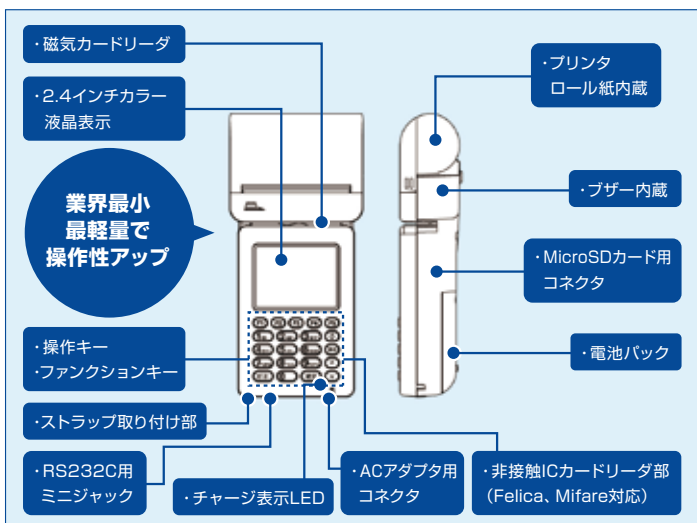 ・磁気カードリーダ
・2.4インチカラー
液晶表示
業界最小
最軽量で
操作性アップ
・操作キー
・ファンクションキー
・ストラップ取り付け部
・RS232C用
ミニジャック
・チャージ表示LED
・ACアダプタ用
コネクタ
・プリンタ
ロール紙内蔵
・ブザー内蔵
・MicroSDカード用
コネクタ
・電池パック
・非接触ICカードリーダ部
（Felica、Mifare対応）